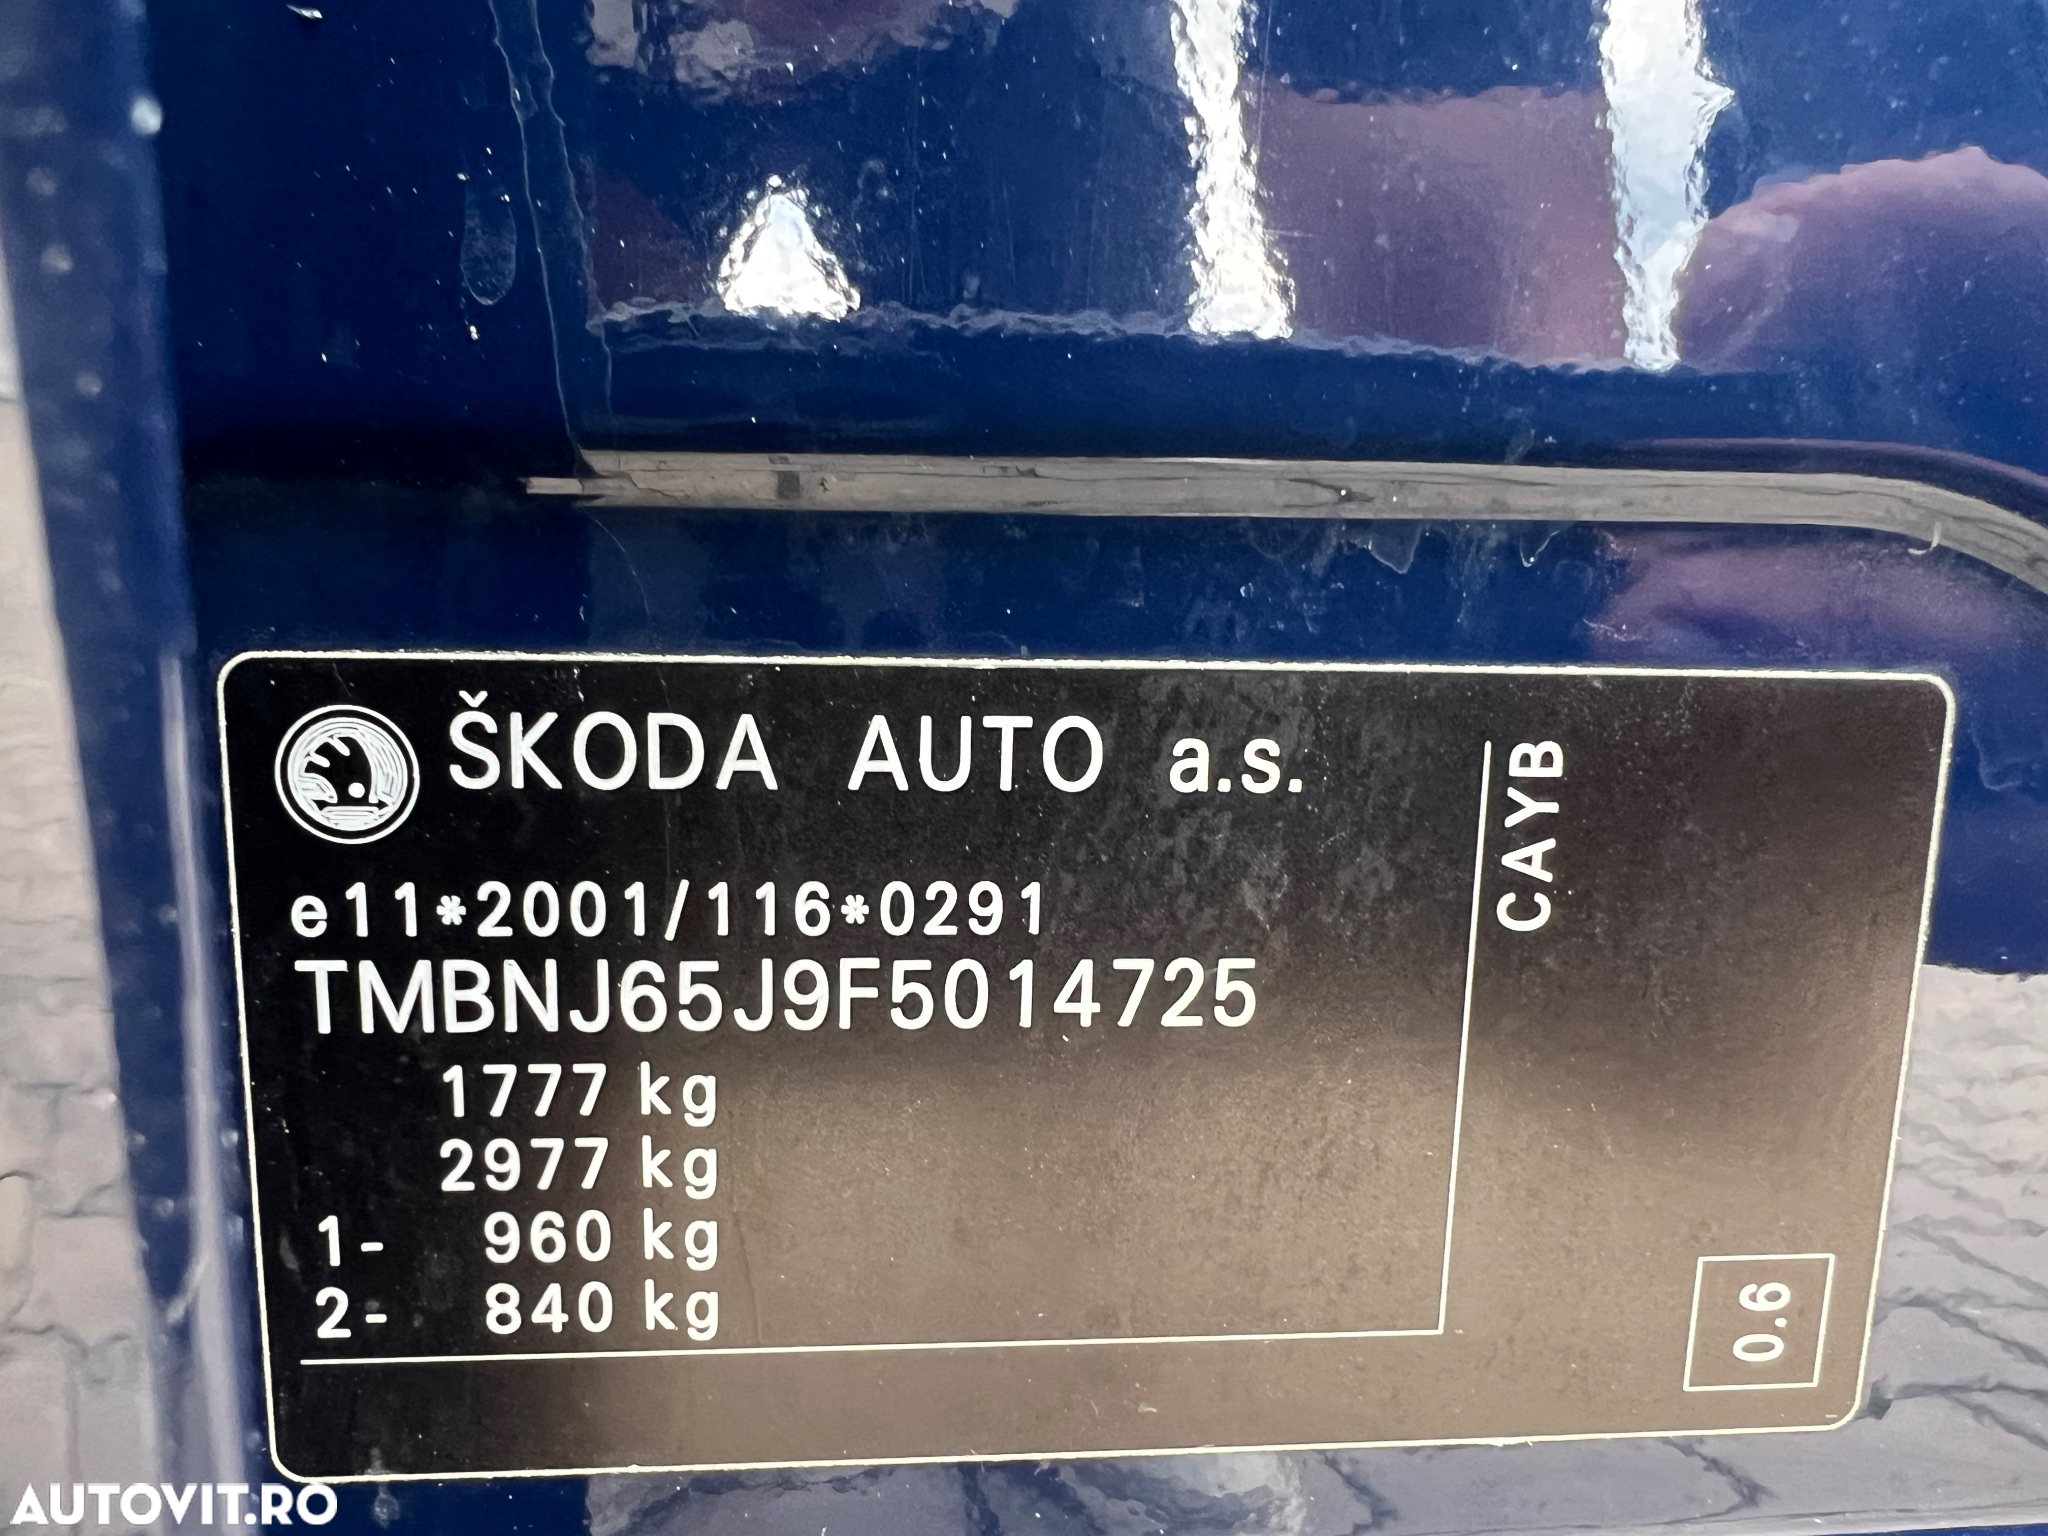 ŠKODA AUTO a.s.
e11*2001/116*0291
TMBNJ65J9F5014725
1777 kg
2977 kg
1- 960 kg
2- 840 kg
CAYB
0.6
AUTOVIT.RO